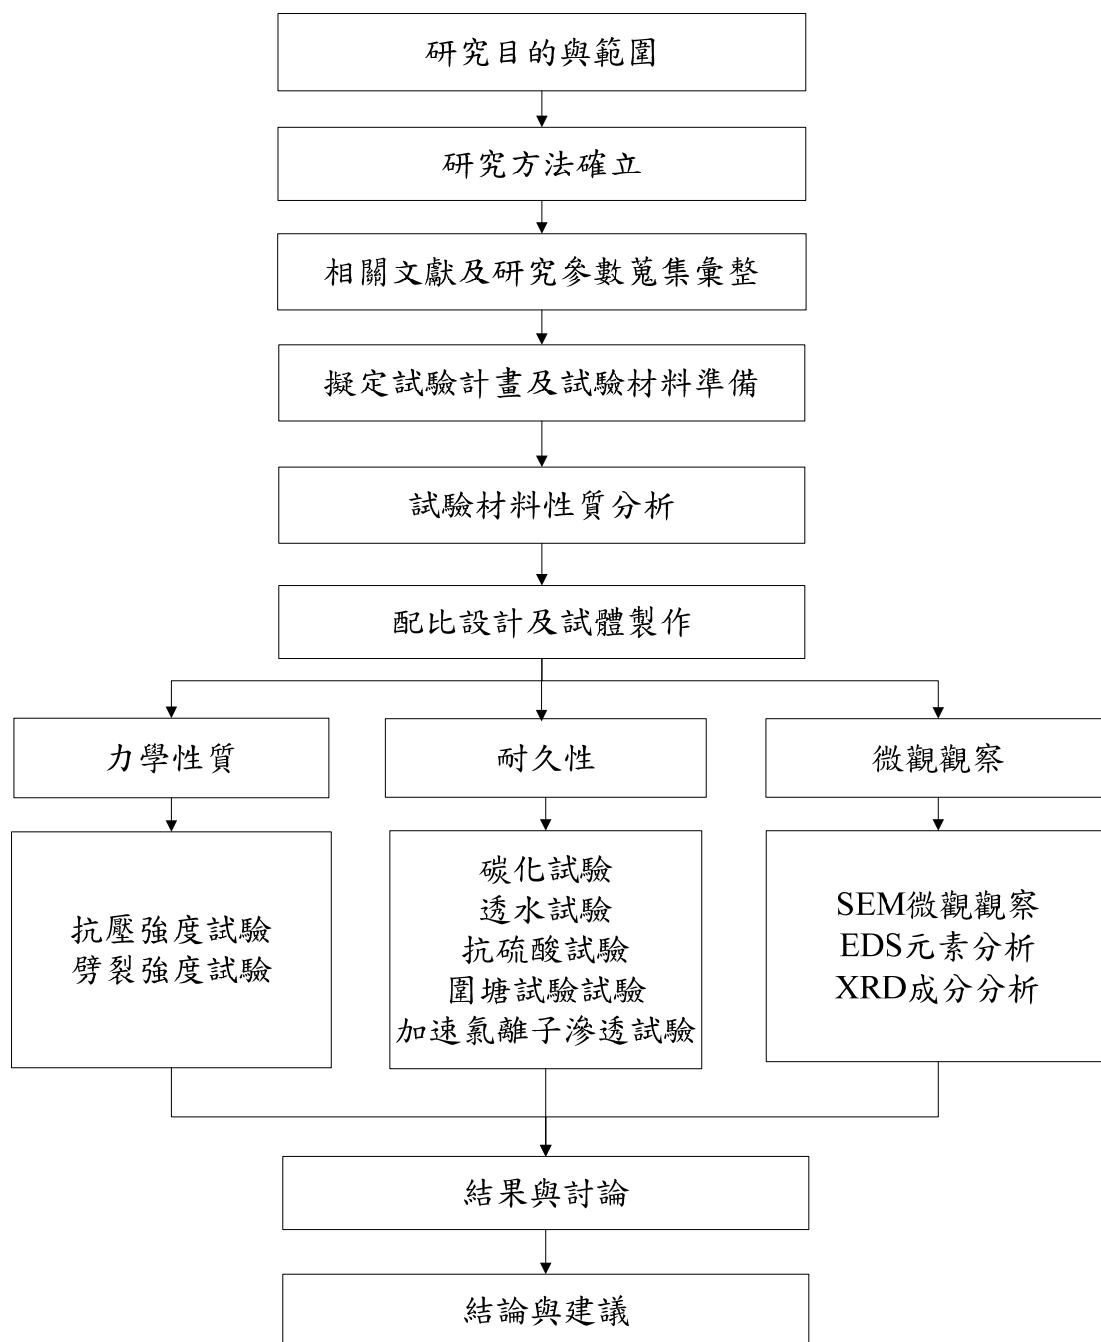 研究目的與範圍
研究方法確立
相關文獻及研究參數蒐集彙整
擬定試驗計畫及試驗材料準備
試驗材料性質分析
配比設計及試體製作
力學性質
耐久性
微觀觀察
抗壓強度試驗
劈裂強度試驗
碳化試驗
透水試驗
抗硫酸試驗
圍塘試驗試驗
加速氯離子滲透試驗
SEM微觀觀察
EDS元素分析
XRD成分分析
結果與討論
結論與建議